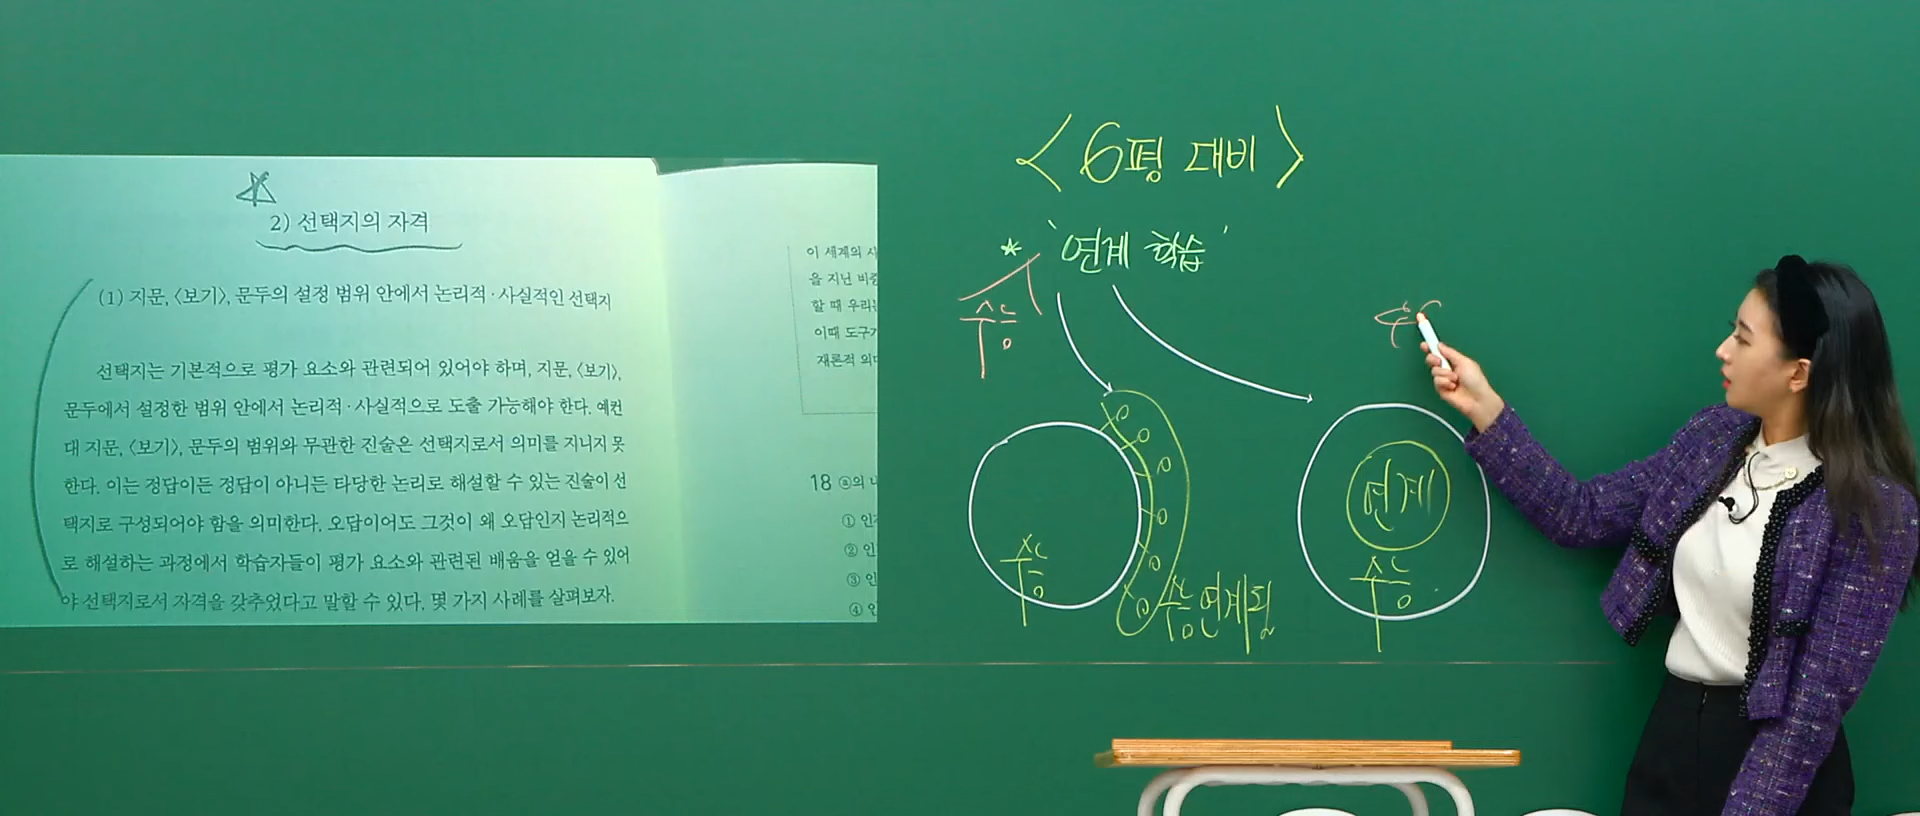 2) 선택지의 자격
(1) 지문, 〈보기〉, 문두의 설정 범위 안에서 논리적·사실적인 선택지
선택지는 기본적으로 평가 요소와 관련되어 있어야 하며, 지문, 〈보기〉,
문두에서 설정한 범위 안에서 논리적·사실적으로 도출 가능해야 한다. 예컨
대 지문, 〈보기〉, 문두의 범위와 무관한 진술은 선택지로서 의미를 지니지 못
한다. 이는 정답이든 정답이 아니든 타당한 논리로 해설할 수 있는 진술이 선
택지로 구성되어야 함을 의미한다. 오답이어도 그것이 왜 오답인지 논리적으
로 해설하는 과정에서 학습자들이 평가 요소와 관련된 배움을 얻을 수 있어
야 선택지로서 자격을 갖추었다고 말할 수 있다. 몇 가지 사례를 살펴보자.
이 세계의 사
을 지닌
할 때 우리
이때 도구
재론적
18 ⓐ의
①
②
③
④
〈6평 대비〉
* '연계 학습'
수능
수능
수능 연계됨
연계
수능